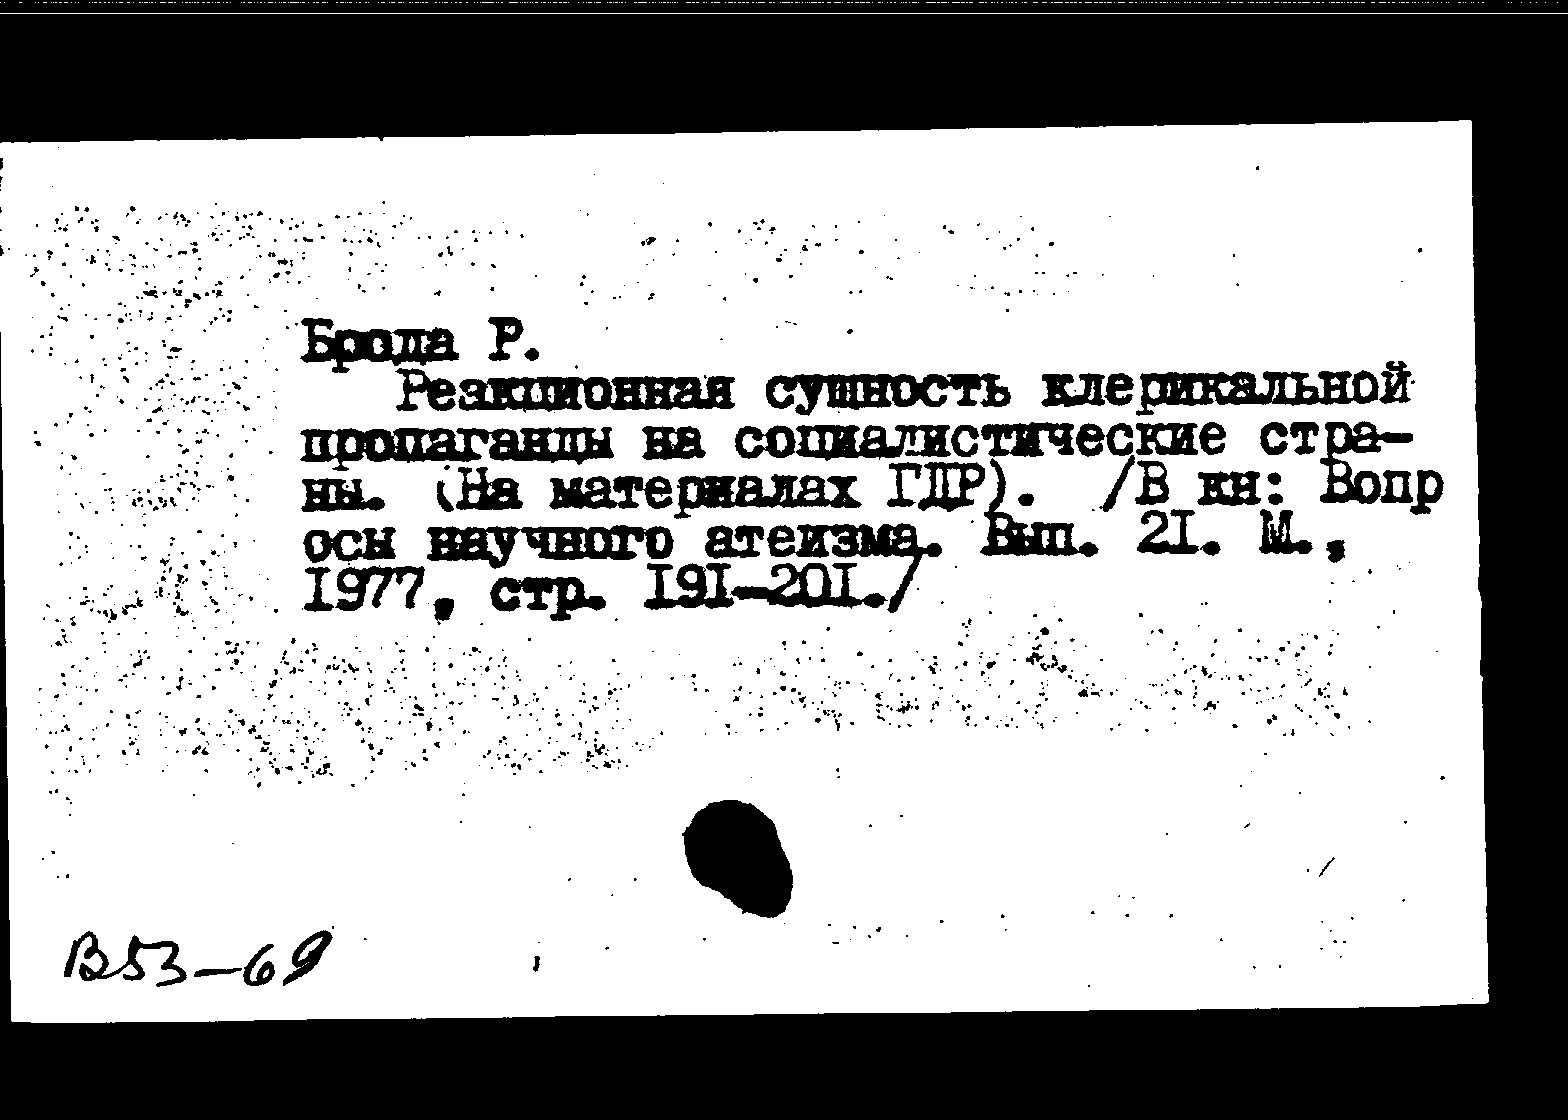 Брода Р.
Реакционная сущность клерикальной
пропаганды на социалистические стра-
ны. (На материалах ГДР). /В кн: Вопр
осы научного атеизма. Вып. 21. М.,
1977, стр. 191-201./
В53-69